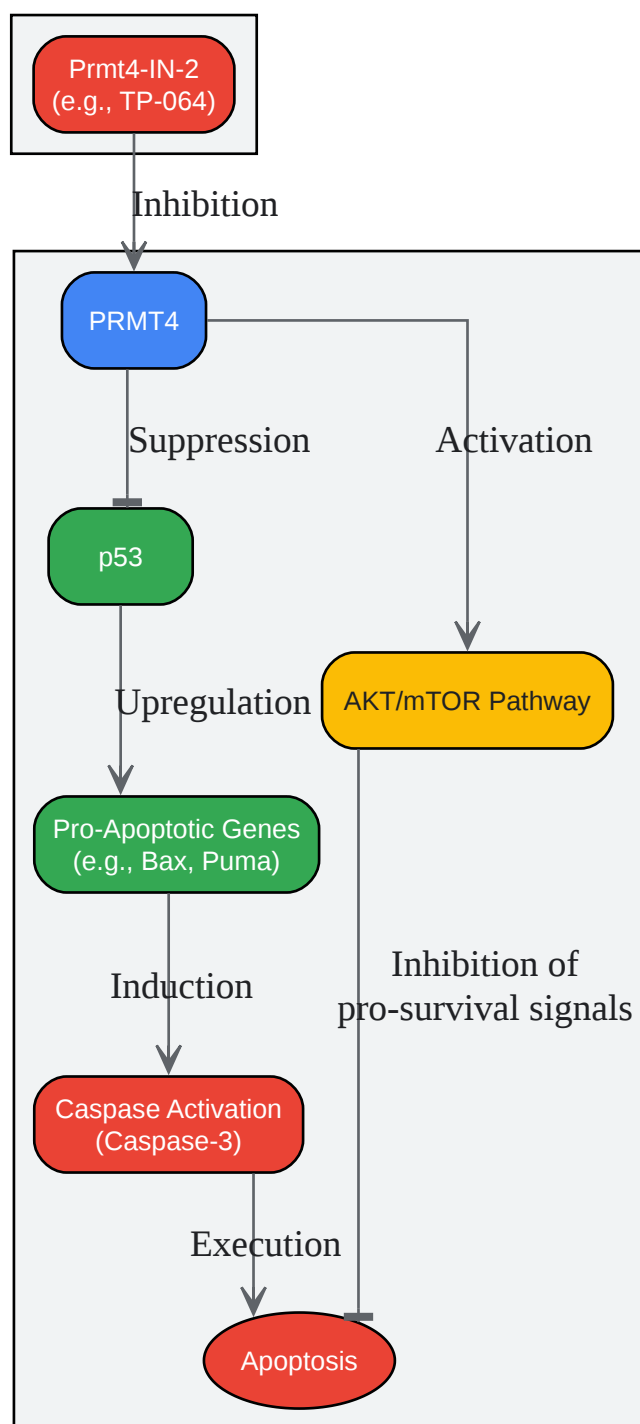 Prmt4-IN-2
(e.g., TP-064)
Inhibition
PRMT4
Suppression
Activation
p53
Upregulation
AKT/mTOR Pathway
Pro-Apoptotic Genes
(e.g., Bax, Puma)
Induction
Inhibition of
pro-survival signals
Caspase Activation
(Caspase-3)
Execution
Apoptosis